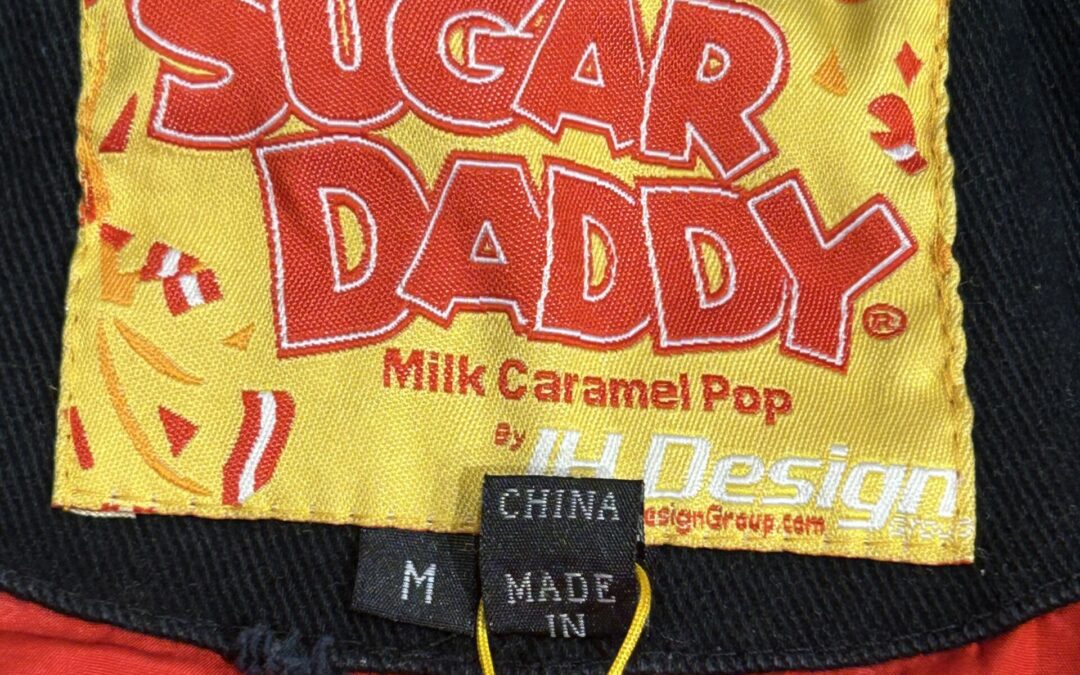 SUGAR
DADDY®
Milk Caramel Pop
By JH Design
esignGroup.com
CHINA
M
MADE
IN